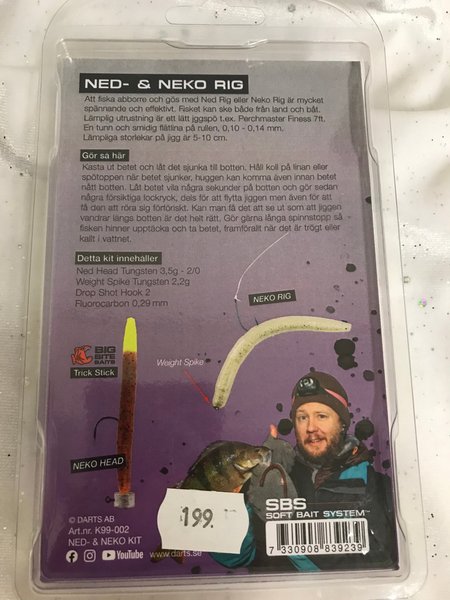 NED- & NEKO RIG
Att fiska abborre och gös med Ned Rig eller Neko Rig är mycket
spännande och effektivt. Fisket kan ske både från land och båt.
Lämplig utrustning är ett lätt jiggspö t.ex. Perchmaster Finess 7ft.
En tunn och smidig flätlina på rullen, 0,10 - 0,14 mm.
Lämpliga storlekar på jigg är 5-10 cm.
Gör så här
Kasta ut betet och låt det sjunka till botten. Håll koll på linan eller
spötoppen när betet sjunker, huggen kan komma även innan betet
nått botten. Låt betet vila några sekunder på botten och gör sedan
några försiktiga lockryck, dels för att flytta jiggen men även för att
få den att röra sig förföriskt. Kan man få det att se ut som att jiggen
vandrar längs botten är det helt rätt. Gör gärna långa spinnstopp så
fisken hinner upptäcka och ta betet, framförallt när det är trögt eller
kallt i vattnet.
Detta kit innehåller
Ned Head Tungsten 3,5g - 2/0
Weight Spike Tungsten 2,2g
Drop Shot Hook 2
Fluorocarbon 0,29 mm
NEKO RIG
BIG
BITE
BAITS
Trick Stick
Weight Spike
NEKO HEAD
199.
© DARTS AB
Art.nr. K99-002
NED- & NEKO KIT
YouTube
www.darts.se
SBS
SOFT BAIT SYSTEM™
7 330908 839239